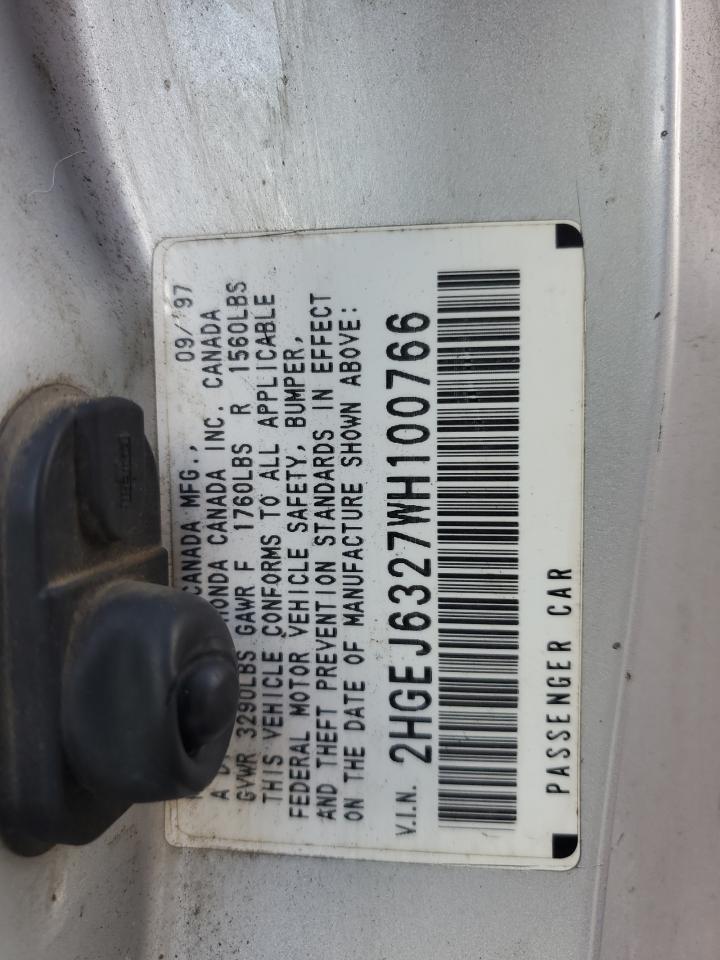 CANADA MFG., 09/'97
A HONDA CANADA INC. CANADA
GVWR 3290LBS GAWR F 1760LBS R 1560LBS
THIS VEHICLE CONFORMS TO ALL APPLICABLE
FEDERAL MOTOR VEHICLE SAFETY, BUMPER,
AND THEFT PREVENTION STANDARDS IN EFFECT
ON THE DATE OF MANUFACTURE SHOWN ABOVE:
V.I.N. 2HGEJ6327WH100766
PASSENGER CAR